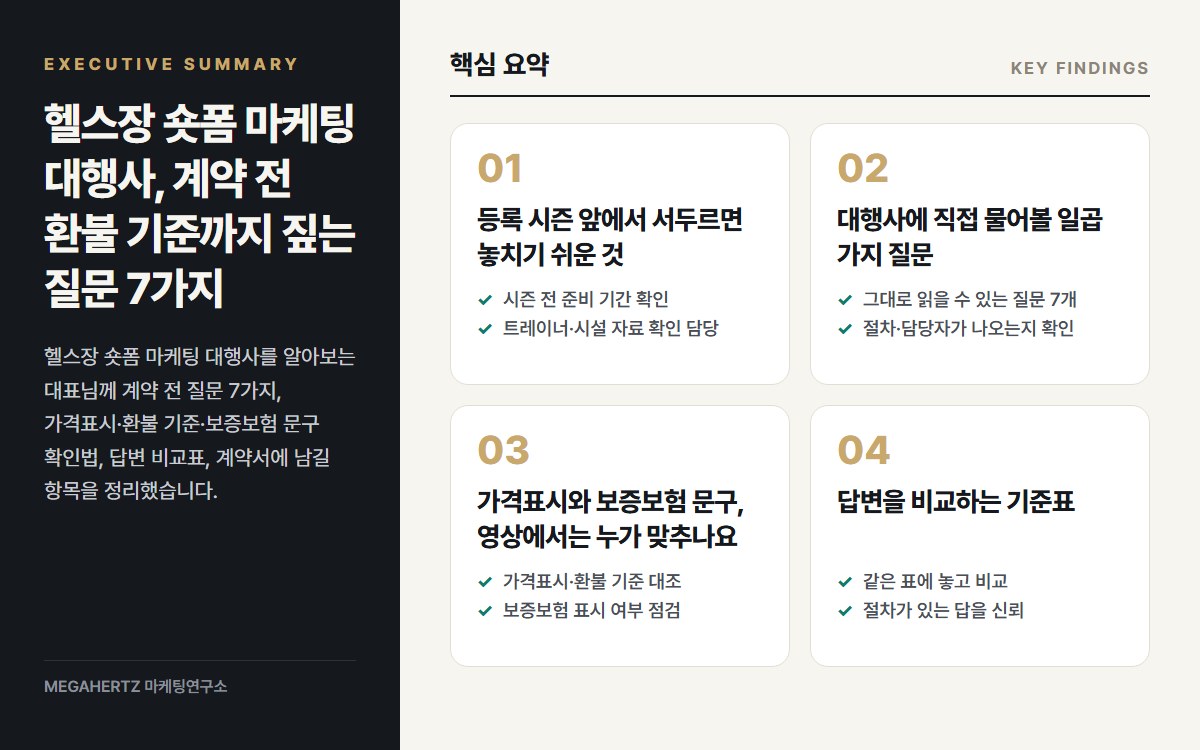 EXECUTIVE SUMMARY
헬스장 숏폼 마케팅
대행사, 계약 전
환불 기준까지 짚는
질문 7가지
헬스장 숏폼 마케팅 대행사를 알아보는
대표님께 계약 전 질문 7가지,
가격표시·환불 기준·보증보험 문구
확인법, 답변 비교표, 계약서에 남길
항목을 정리했습니다.
MEGAHERTZ 마케팅연구소
핵심 요약
KEY FINDINGS
01
등록 시즌 앞에서 서두르면
놓치기 쉬운 것
시즌 전 준비 기간 확인
트레이너·시설 자료 확인 담당
02
대행사에 직접 물어볼 일곱
가지 질문
그대로 읽을 수 있는 질문 7개
절차·담당자가 나오는지 확인
03
가격표시와 보증보험 문구,
영상에서는 누가 맞추나요
가격표시·환불 기준 대조
보증보험 표시 여부 점검
04
답변을 비교하는 기준표
같은 표에 놓고 비교
절차가 있는 답을 신뢰